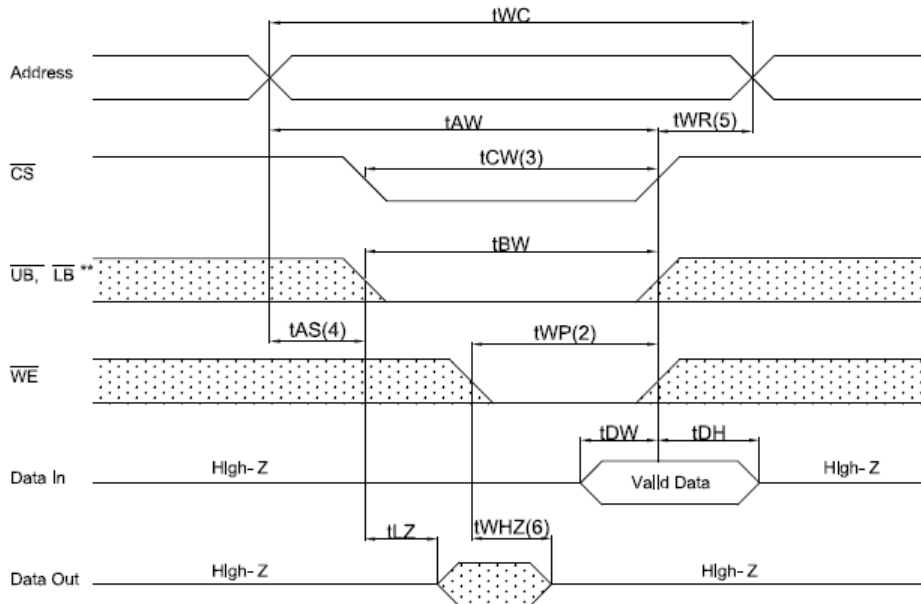 tWC
Address
tAW
tWR(5)
CS
tCW(3)
UB, LB **
tBW
tAS(4)
tWP(2)
WE
tDW
tDH
Data In
High-Z
Valid Data
High-Z
tLZ
tWHZ(6)
Data Out
High-Z
High-Z